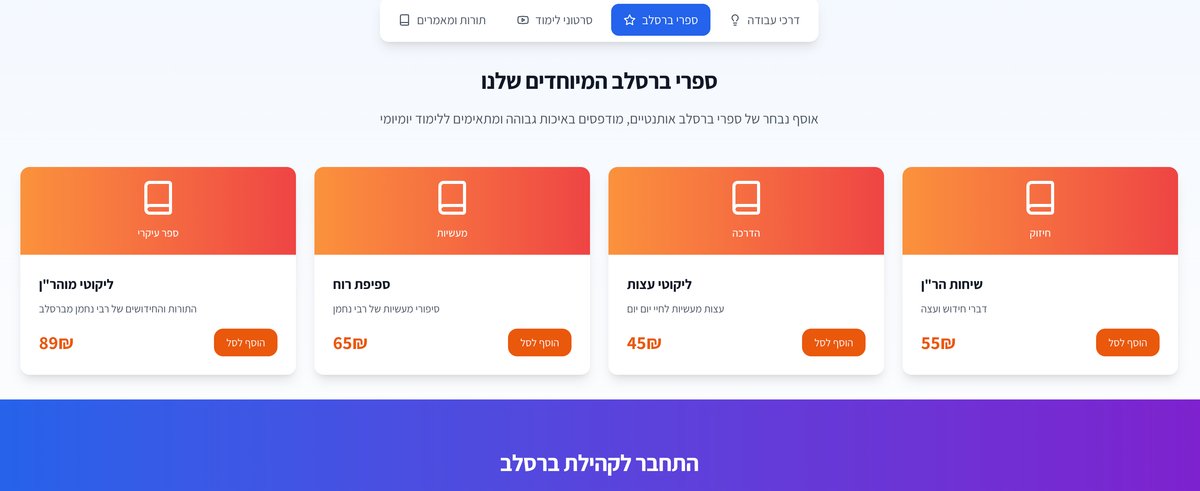 דרכי עבודה
ספרי ברסלב
סרטוני לימוד
תורות ומאמרים
ספרי ברסלב המיוחדים שלנו
אוסף נבחר של ספרי ברסלב אותנטיים, מודפסים באיכות גבוהה ומתאימים ללימוד יומיומי
חיזוק
שיחות הר"ן
דברי חידוש ועצה
הוסף לסל
₪55
הדרכה
ליקוטי עצות
עצות מעשיות לחיי יום יום
הוסף לסל
₪45
מעשיות
ספיפת רוח
סיפורי מעשיות של רבי נחמן
הוסף לסל
₪65
ספר עיקרי
ליקוטי מוהר"ן
התורות והחידושים של רבי נחמן מברסלב
הוסף לסל
₪89
התחבר לקהילת ברסלב